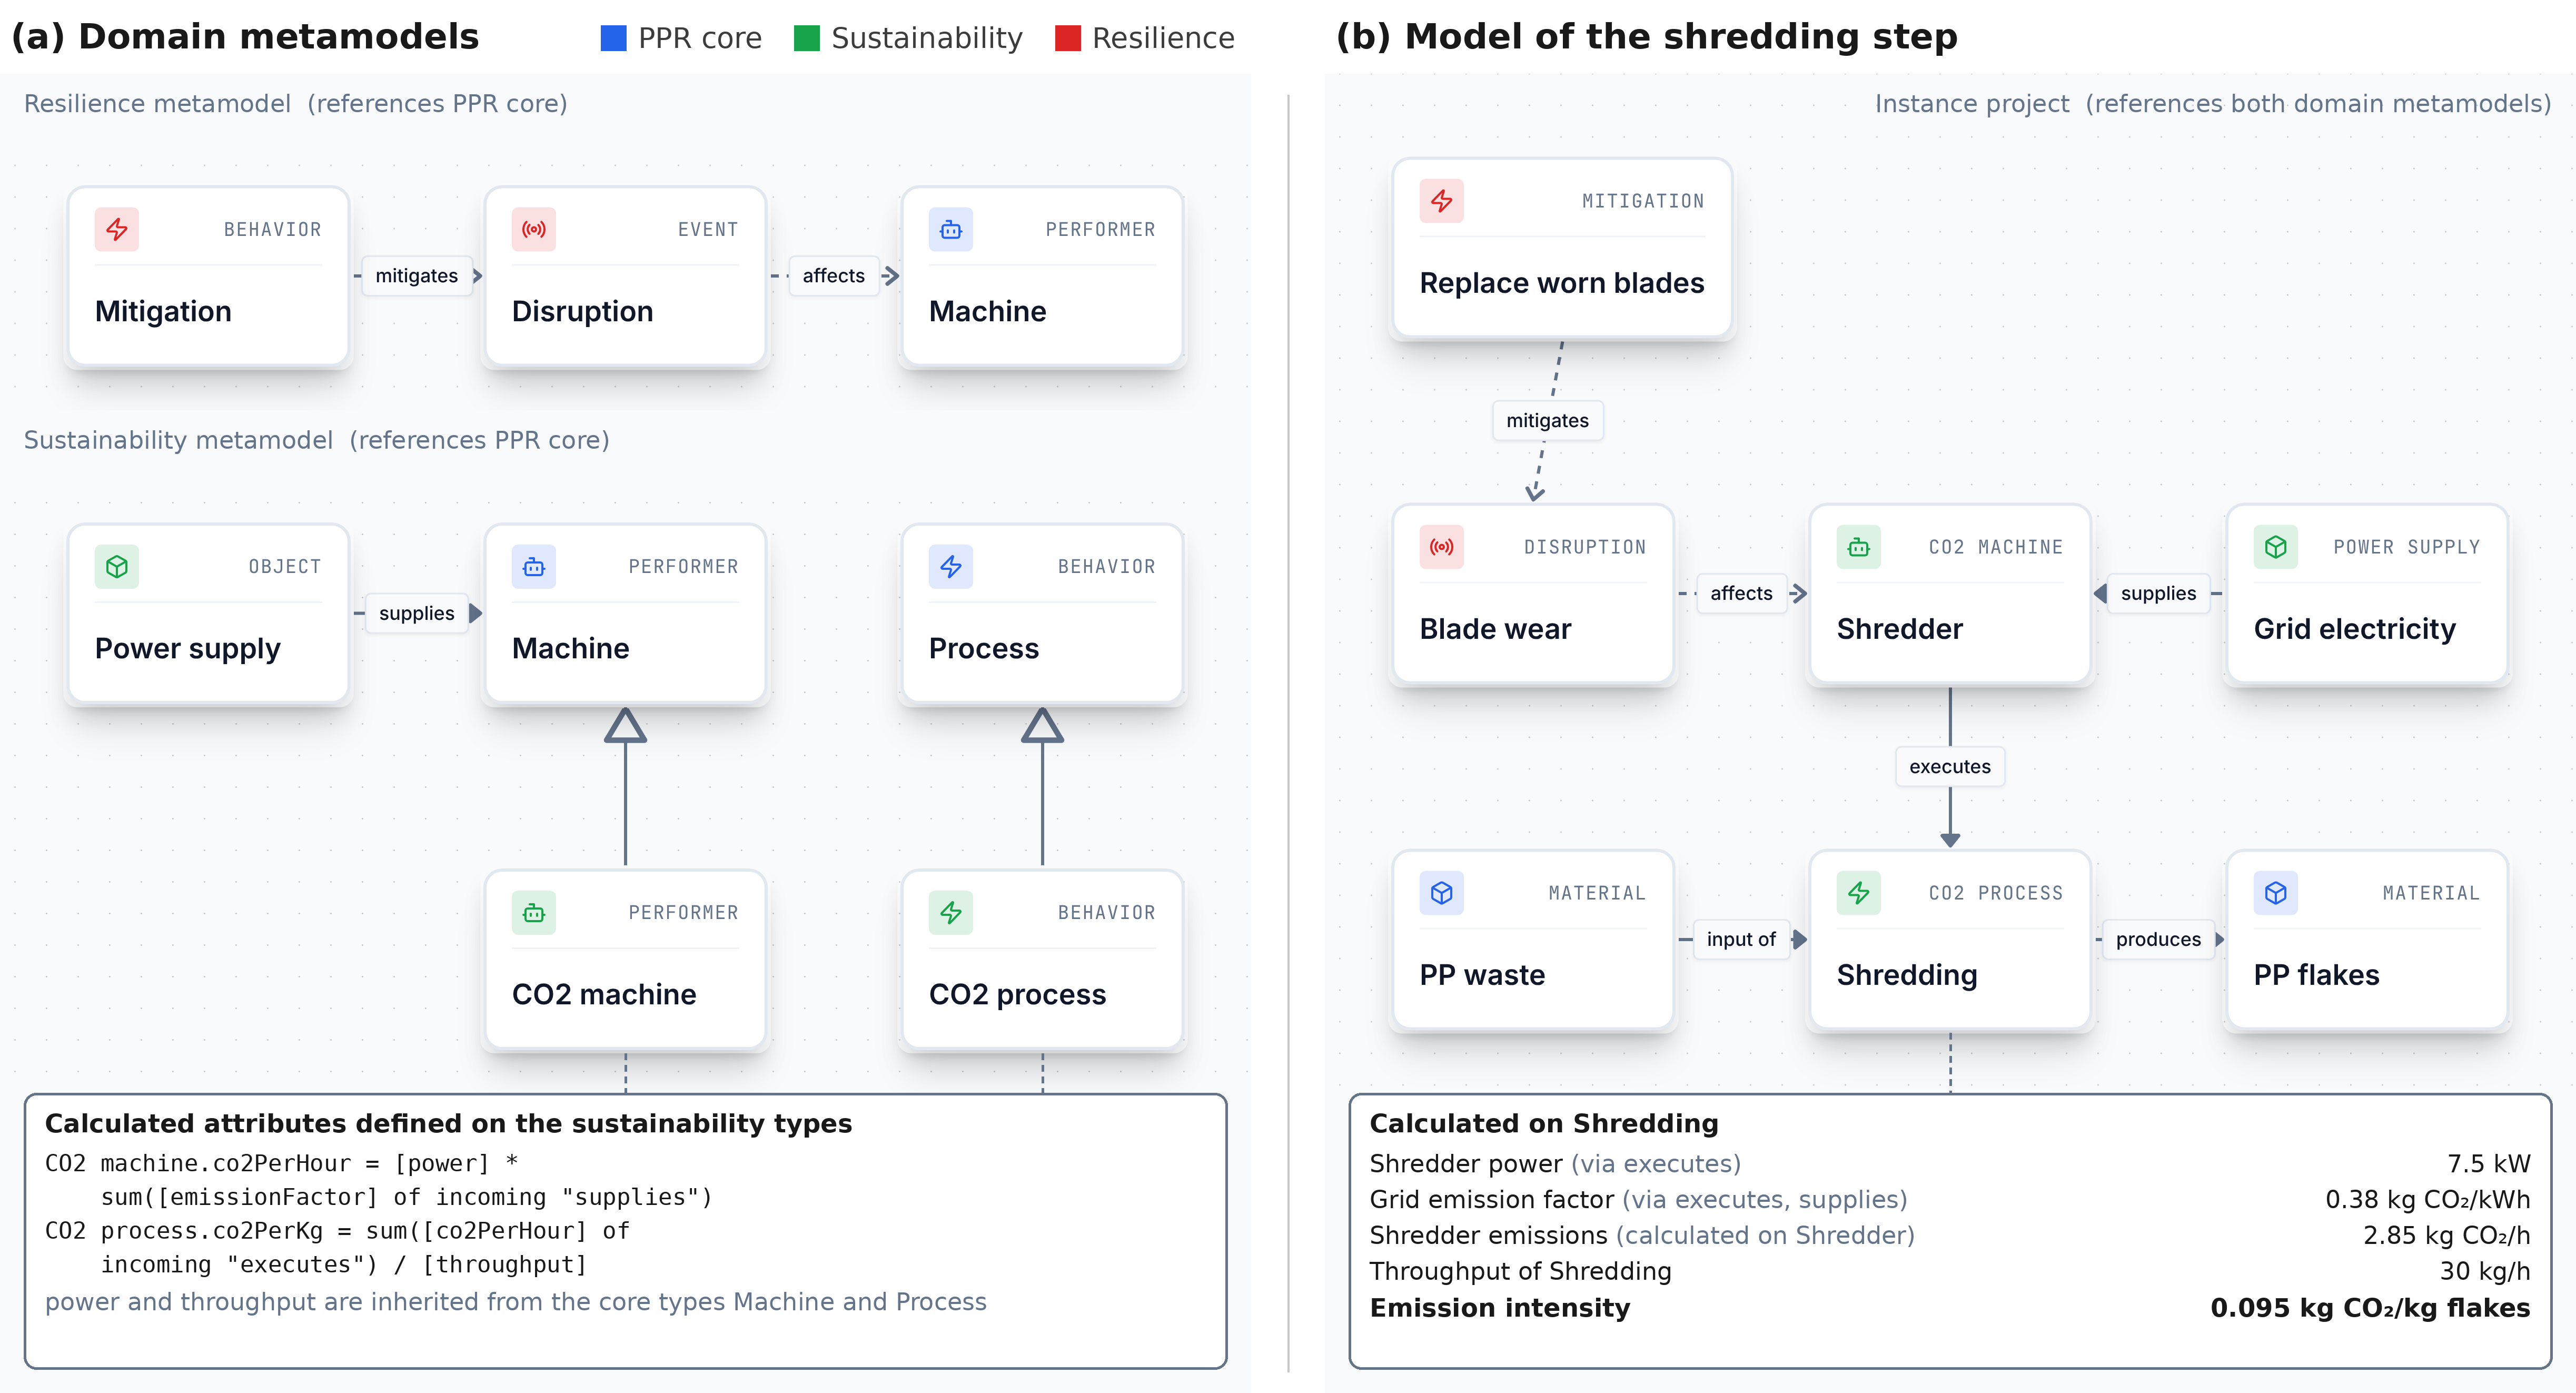 (a) Domain metamodels
PPR core
Sustainability
Resilience
Resilience metamodel (references PPR core)
BEHAVIOR
Mitigation
mitigates
EVENT
Disruption
affects
PERFORMER
Machine
Sustainability metamodel (references PPR core)
OBJECT
Power supply
supplies
PERFORMER
Machine
BEHAVIOR
Process
PERFORMER
CO2 machine
BEHAVIOR
CO2 process
Calculated attributes defined on the sustainability types
CO2 machine.co2PerHour = [power] *
sum([emissionFactor] of incoming "supplies")
CO2 process.co2PerKg = sum([co2PerHour] of
incoming "executes") / [throughput]
power and throughput are inherited from the core types Machine and Process
(b) Model of the shredding step
Instance project (references both domain metamodels)
MITIGATION
Replace worn blades
mitigates
DISRUPTION
Blade wear
affects
CO2 MACHINE
Shredder
supplies
POWER SUPPLY
Grid electricity
executes
MATERIAL
PP waste
input of
CO2 PROCESS
Shredding
produces
MATERIAL
PP flakes
Calculated on Shredding
Shredder power (via executes) 7.5 kW
Grid emission factor (via executes, supplies) 0.38 kg CO₂/kWh
Shredder emissions (calculated on Shredder) 2.85 kg CO₂/h
Throughput of Shredding 30 kg/h
Emission intensity 0.095 kg CO₂/kg flakes